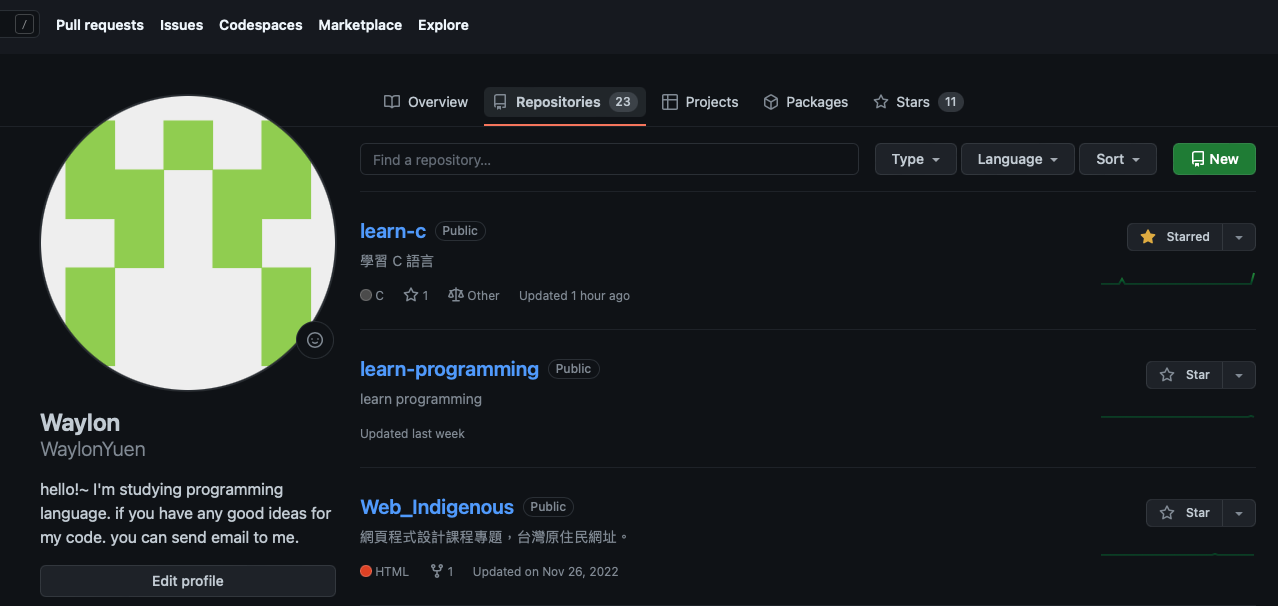 / Pull requests Issues Codespaces Marketplace Explore
Overview Repositories 23 Projects Packages Stars 11
Find a repository... Type Language Sort New
learn-c Public Starred
學習 C 語言
C 1 Other Updated 1 hour ago
learn-programming Public Star
learn programming
Updated last week
Web_Indigenous Public Star
網頁程式設計課程專題，台灣原住民網址。
HTML 1 Updated on Nov 26, 2022
Waylon
WaylonYuen
hello!~ I'm studying programming
language. if you have any good ideas for
my code. you can send email to me.
Edit profile